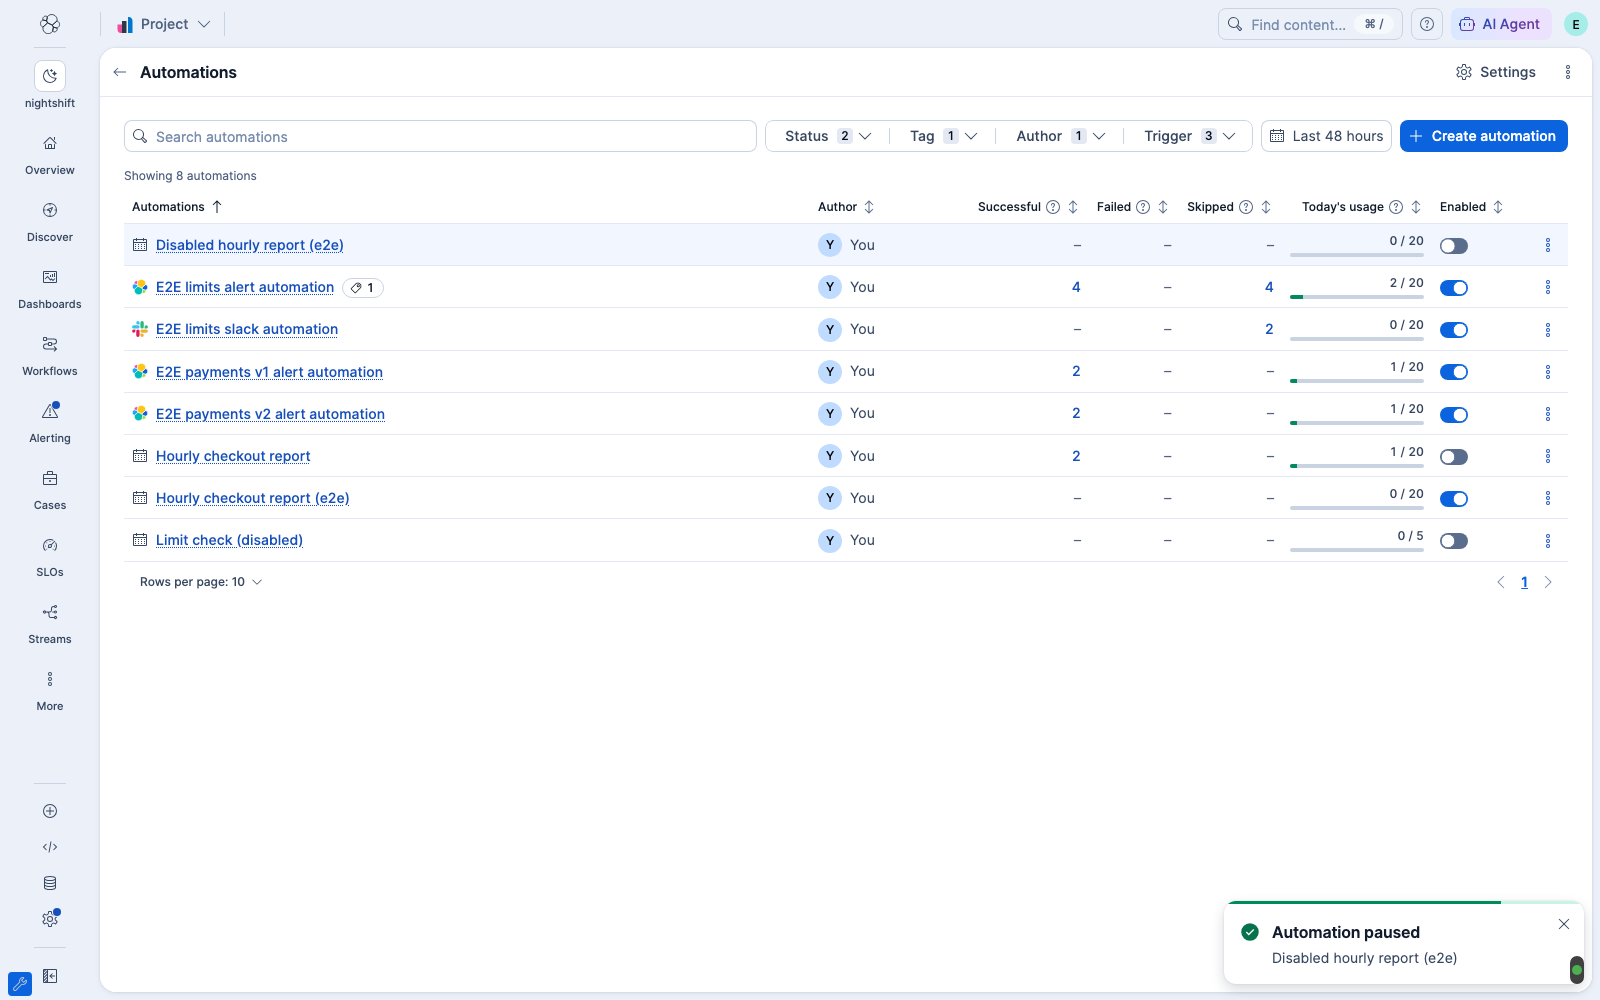 Project
Find content... ⌘ /
AI Agent
E
nightshift
Overview
Discover
Dashboards
Workflows
Alerting
Cases
SLOs
Streams
More
Automations
Settings
Search automations
Status 2
Tag 1
Author 1
Trigger 3
Last 48 hours
Create automation
Showing 8 automations
Automations Author Successful Failed Skipped Today's usage Enabled
Disabled hourly report (e2e) Y You – – – 0 / 20
E2E limits alert automation 1 Y You 4 – 4 2 / 20
E2E limits slack automation Y You – – 2 0 / 20
E2E payments v1 alert automation Y You 2 – – 1 / 20
E2E payments v2 alert automation Y You 2 – – 1 / 20
Hourly checkout report Y You 2 – – 1 / 20
Hourly checkout report (e2e) Y You – – – 0 / 20
Limit check (disabled) Y You – – – 0 / 5
Rows per page: 10
1
Automation paused
Disabled hourly report (e2e)